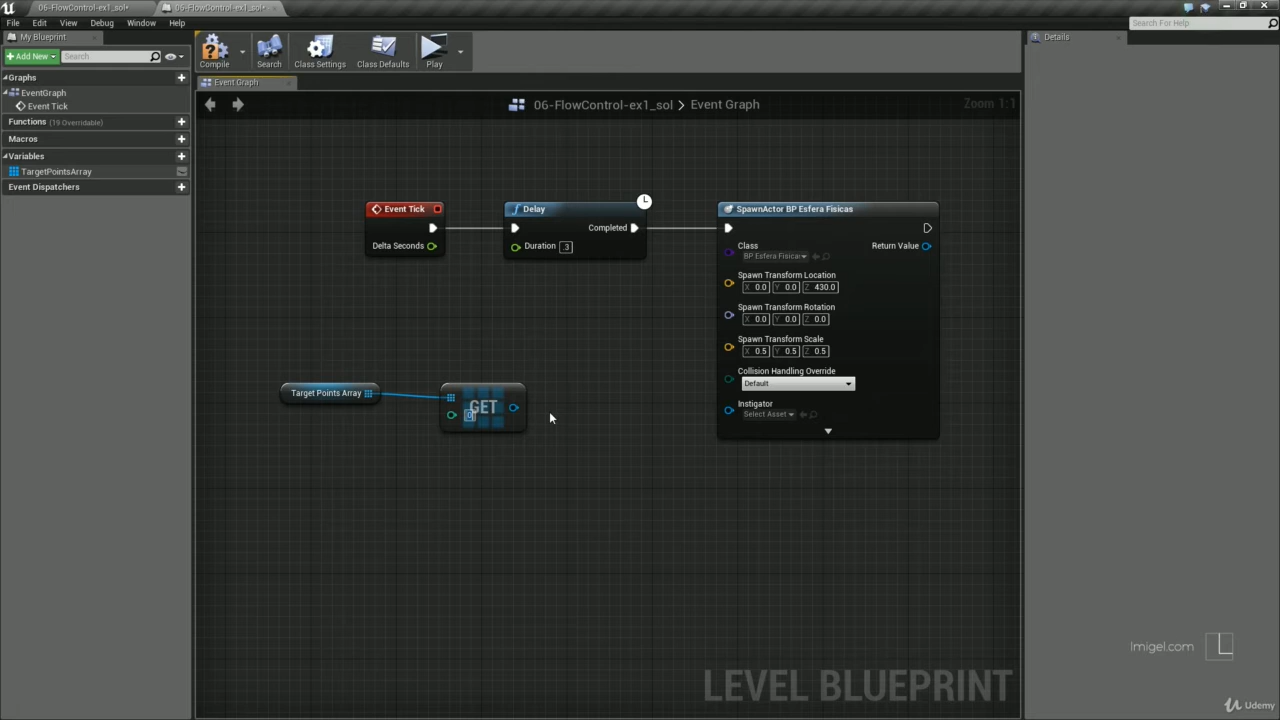 06-FlowControl-ex1_sol*
06-FlowControl-ex1_sol*
File Edit View Debug Window Help
Search For Help
My Blueprint
Add New
Search
Compile
Search
Class Settings
Class Defaults
Play
Details
Graphs
EventGraph
Event Tick
Functions (19 Overridable)
Macros
Variables
TargetPointsArray
Event Dispatchers
Event Graph
06-FlowControl-ex1_sol > Event Graph
Zoom 1:1
Event Tick
Delta Seconds
Delay
Completed
Duration .3
SpawnActor BP Esfera Fisicas
Class
BP Esfera Fisicas
Return Value
Spawn Transform Location
X 0.0 Y 0.0 Z 430.0
Spawn Transform Rotation
X 0.0 Y 0.0 Z 0.0
Spawn Transform Scale
X 0.5 Y 0.5 Z 0.5
Collision Handling Override
Default
Instigator
Select Asset
Target Points Array
GET
0
Imigel.com
LEVEL BLUEPRINT
Udemy